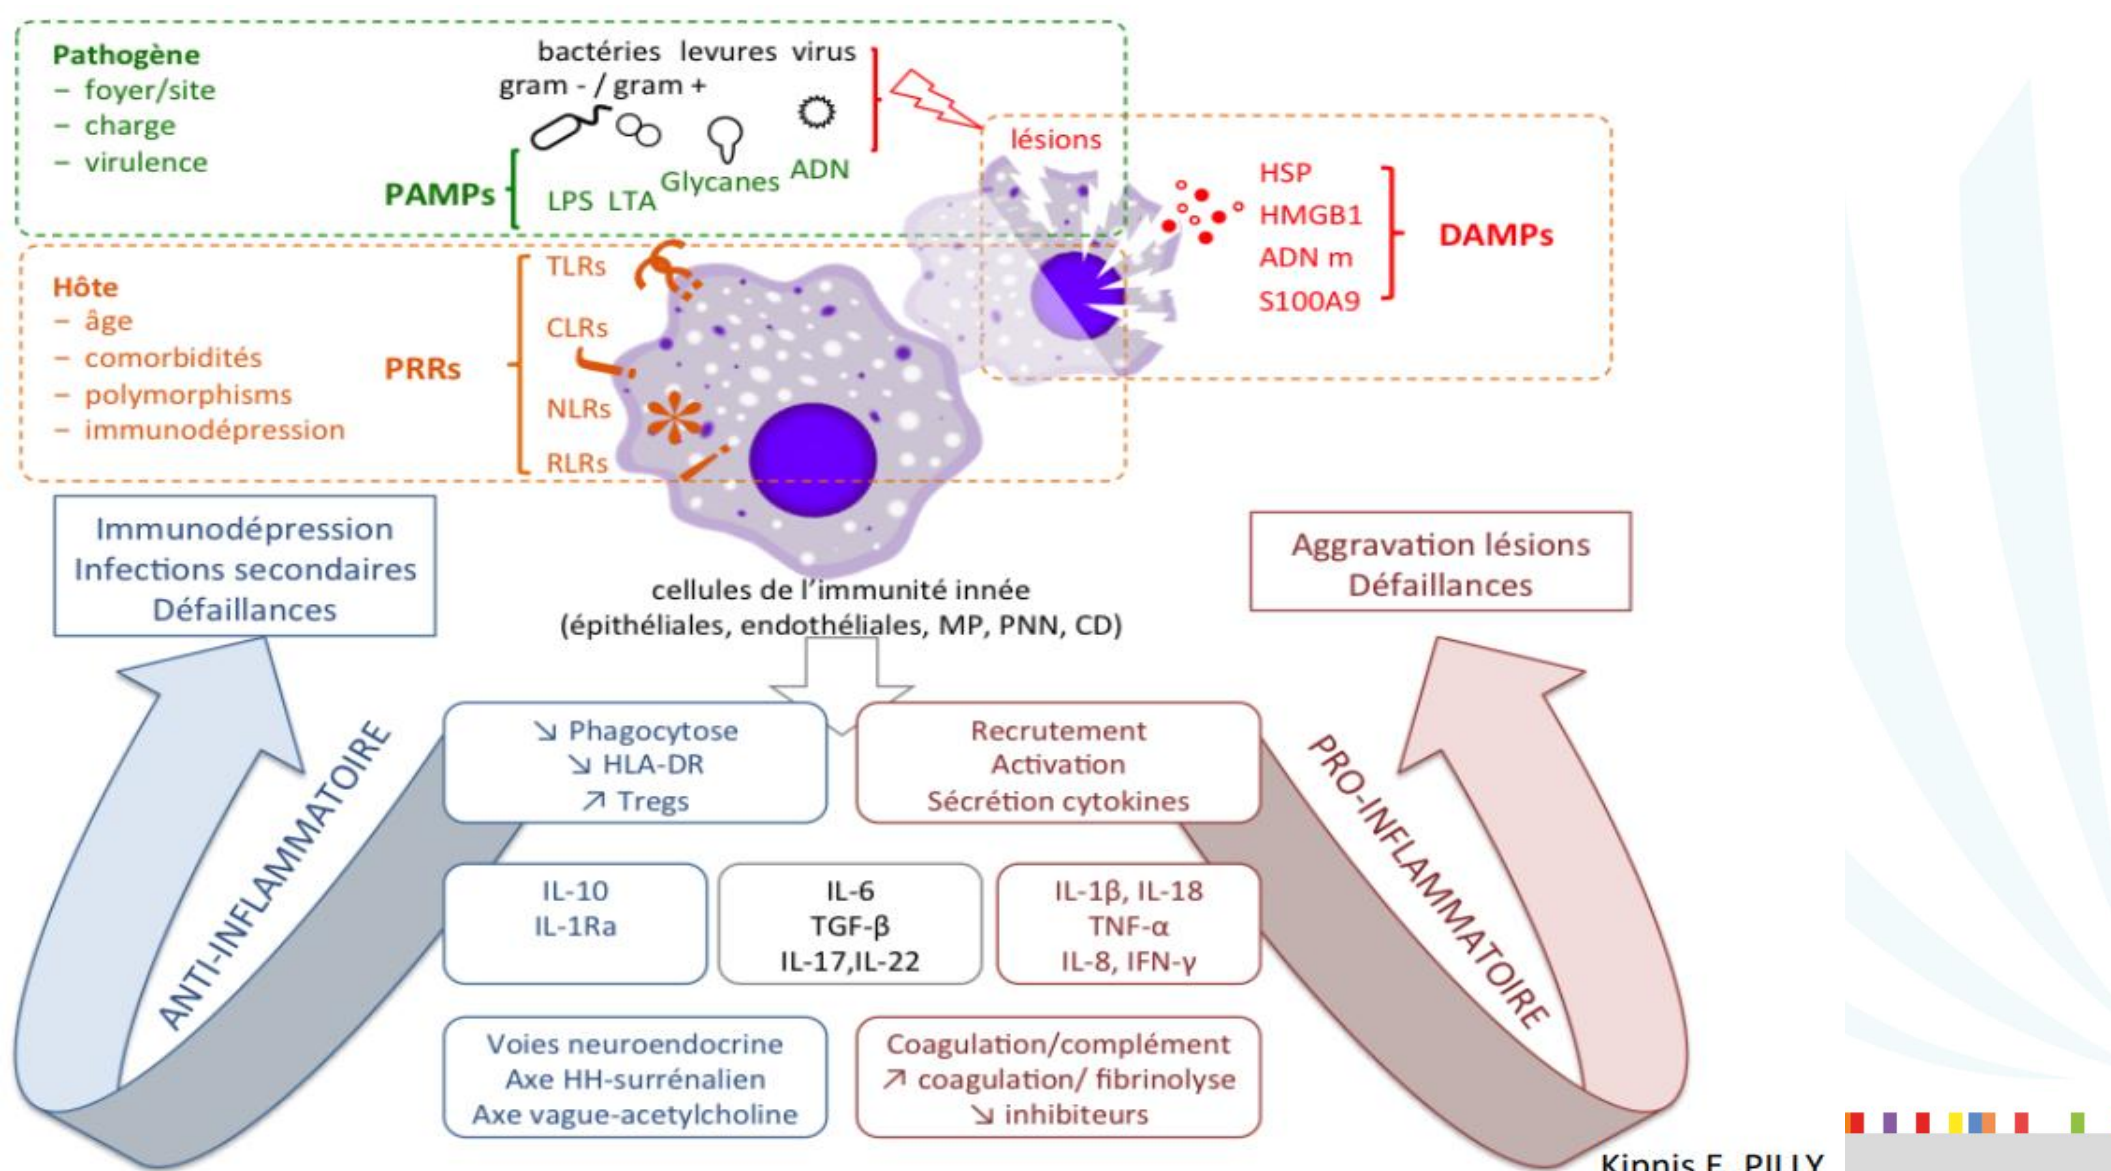 Pathogène
– foyer/site
– charge
– virulence
bactéries levures virus
gram - / gram +
PAMPs
LPS LTA Glycanes ADN
lésions
HSP
HMGB1
ADN m
S100A9
DAMPs
Hôte
– âge
– comorbidités
– polymorphisms
– immunodépression
PRRs
TLRs
CLRs
NLRs
RLRs
cellules de l'immunité innée
(épithéliales, endothéliales, MP, PNN, CD)
Immunodépression
Infections secondaires
Défaillances
Aggravation lésions
Défaillances
ANTI-INFLAMMATOIRE
↘ Phagocytose
↘ HLA-DR
↗ Tregs
Recrutement
Activation
Sécrétion cytokines
PRO-INFLAMMATOIRE
IL-10
IL-1Ra
IL-6
TGF-β
IL-17,IL-22
IL-1β, IL-18
TNF-α
IL-8, IFN-γ
Voies neuroendocrine
Axe HH-surrénalien
Axe vague-acetylcholine
Coagulation/complément
↗ coagulation/ fibrinolyse
↘ inhibiteurs
Kipnis E, PILLY